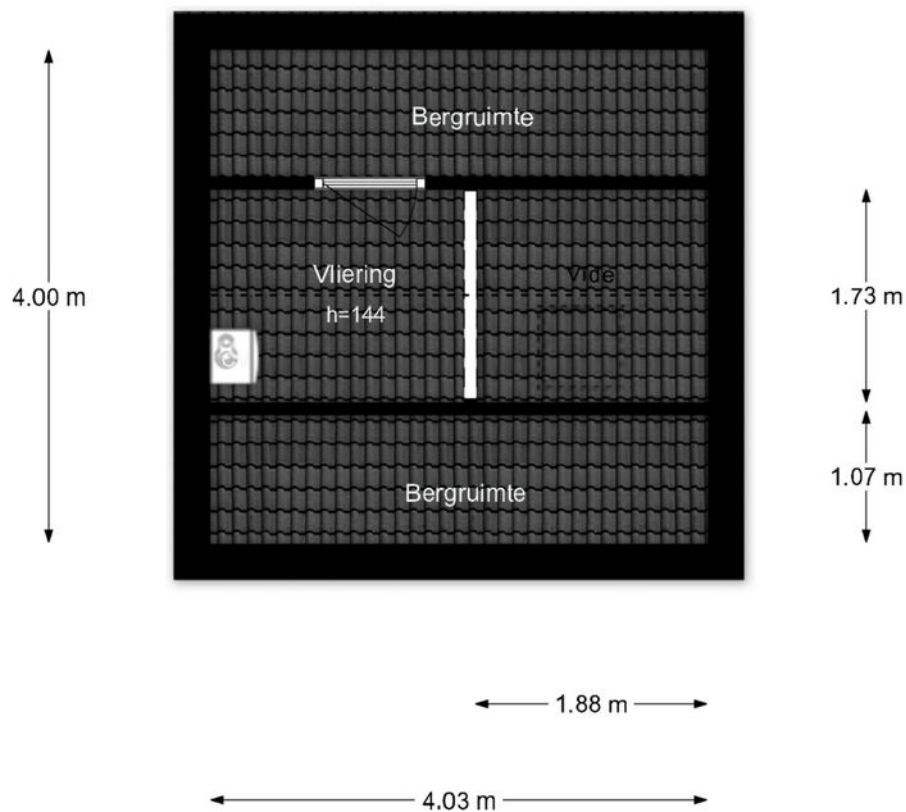 Bergruimte
4.00 m
Vliering
h=144
Vide
1.73 m
Bergruimte
1.07 m
1.88 m
4.03 m